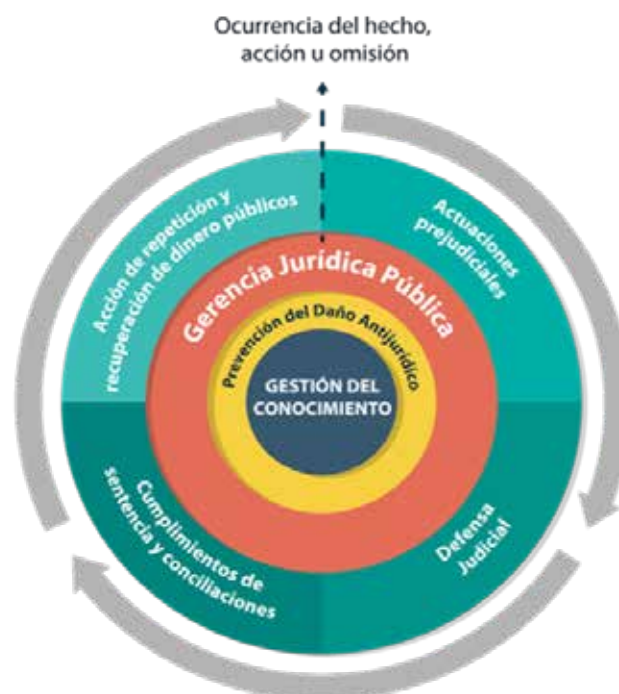 Ocurrencia del hecho,
acción u omisión
Acción de repetición y
recuperación de dinero públicos
Actuaciones
prejudiciales
Gerencia Jurídica Pública
Prevención del Daño Antijurídico
GESTIÓN DEL
CONOCIMIENTO
Cumplimientos de
sentencia y conciliaciones
Defensa
Judicial